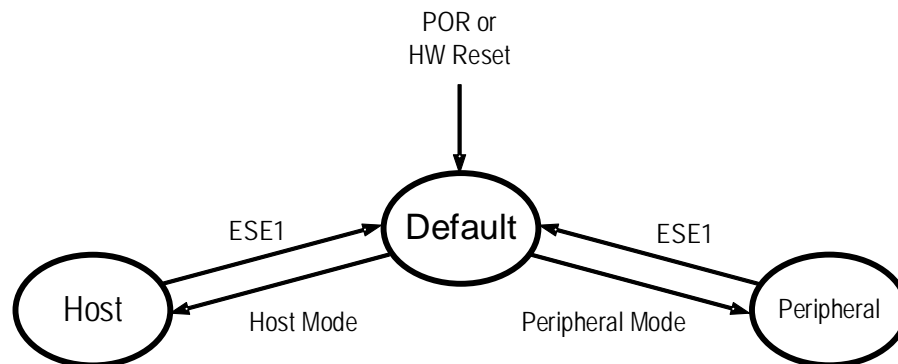 POR or
HW Reset
Default
ESE1
ESE1
Host
Host Mode
Peripheral Mode
Peripheral